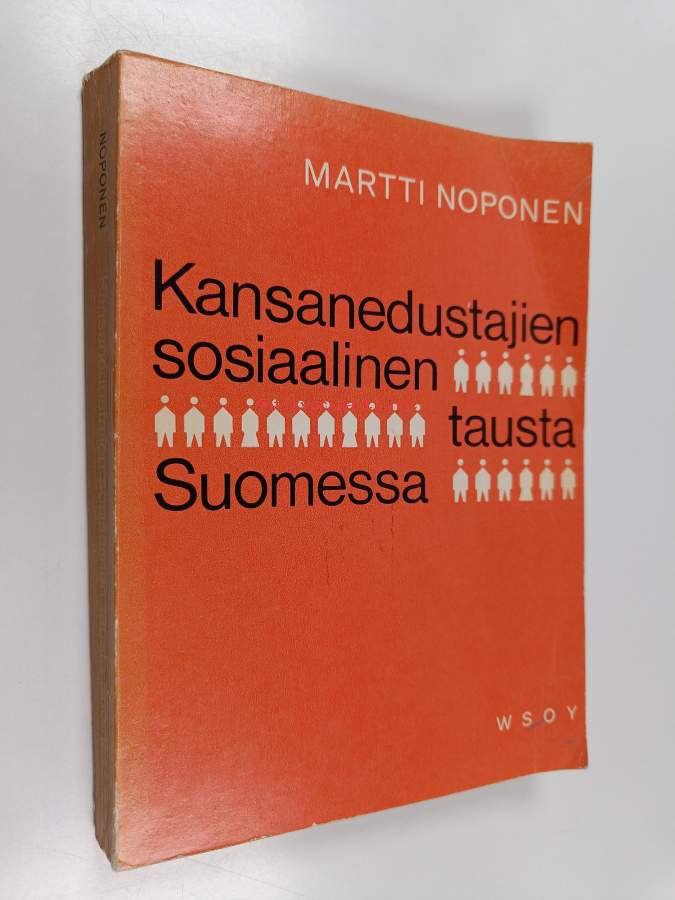 NOPONEN
MARTTI NOPONEN
Kansanedustajien
sosiaalinen
tausta
Suomessa
WSOY